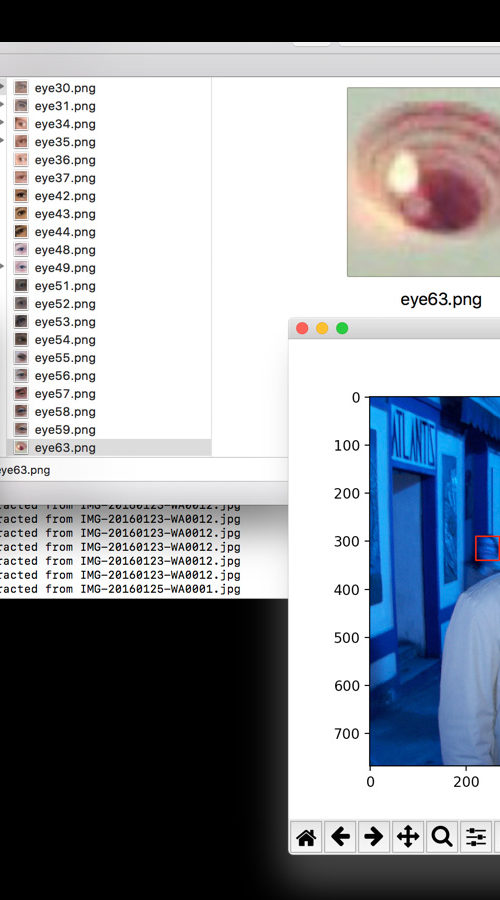 eye30.png
eye31.png
eye34.png
eye35.png
eye36.png
eye37.png
eye42.png
eye43.png
eye44.png
eye48.png
eye49.png
eye51.png
eye52.png
eye53.png
eye54.png
eye55.png
eye56.png
eye57.png
eye58.png
eye59.png
eye63.png
eye63.png
eye63.png
racted from IMG-20160123-WA0012.jpg
racted from IMG-20160123-WA0012.jpg
racted from IMG-20160123-WA0012.jpg
racted from IMG-20160123-WA0012.jpg
racted from IMG-20160123-WA0012.jpg
racted from IMG-20160123-WA0012.jpg
racted from IMG-20160125-WA0001.jpg
0
100
200
300
400
500
600
700
0
200
ATLANTIS